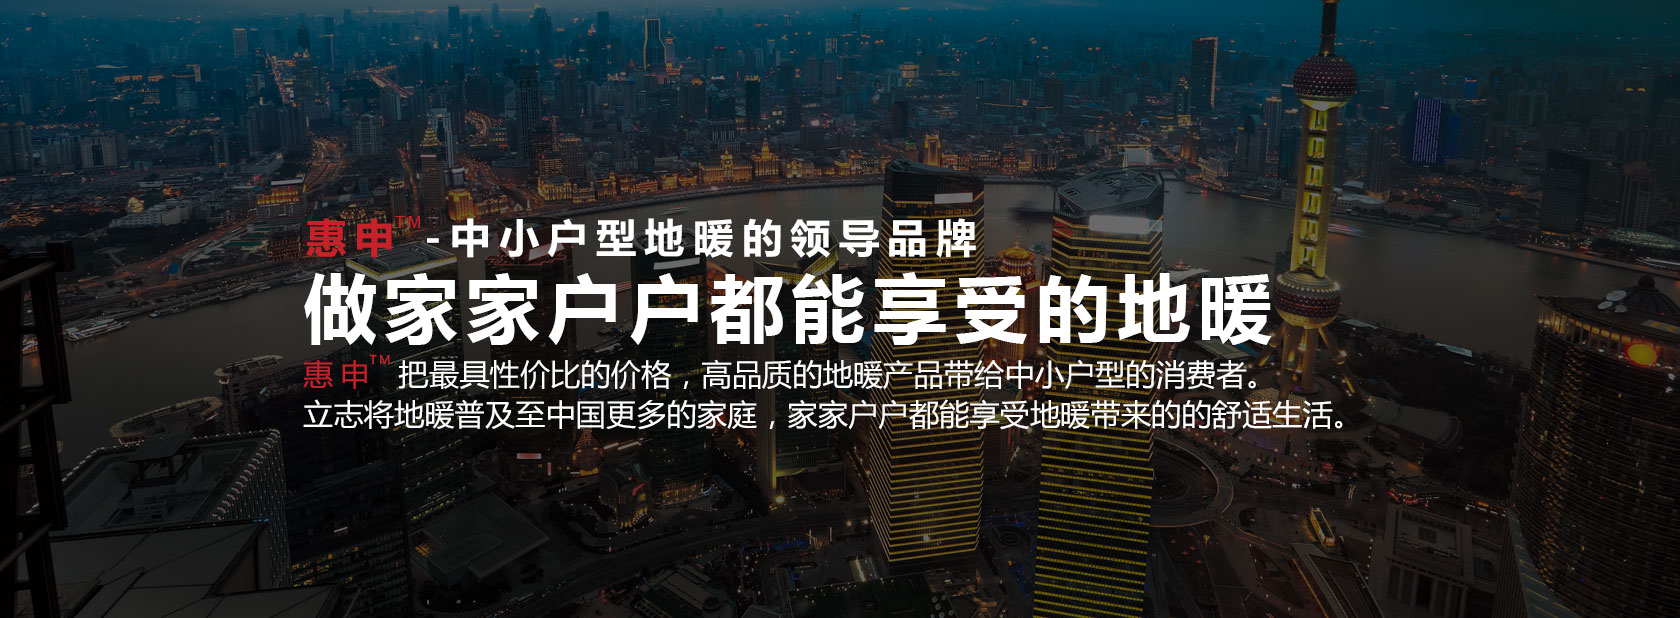 惠申™ -中小户型地暖的领导品牌
做家家户户都能享受的地暖
惠申™ 把最具性价比的价格，高品质的地暖产品带给中小户型的消费者。
立志将地暖普及至中国更多的家庭，家家户户都能享受地暖带来的的舒适生活。